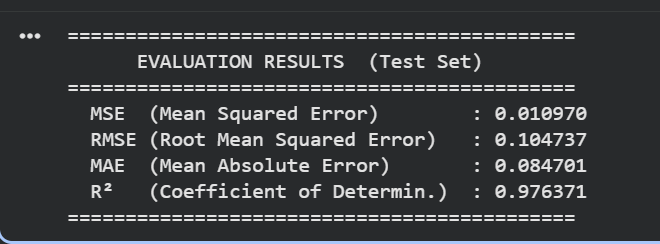 ============================================
EVALUATION RESULTS  (Test Set)
============================================
MSE  (Mean Squared Error)        : 0.010970
RMSE (Root Mean Squared Error)   : 0.104737
MAE  (Mean Absolute Error)       : 0.084701
R²   (Coefficient of Determin.)  : 0.976371
============================================